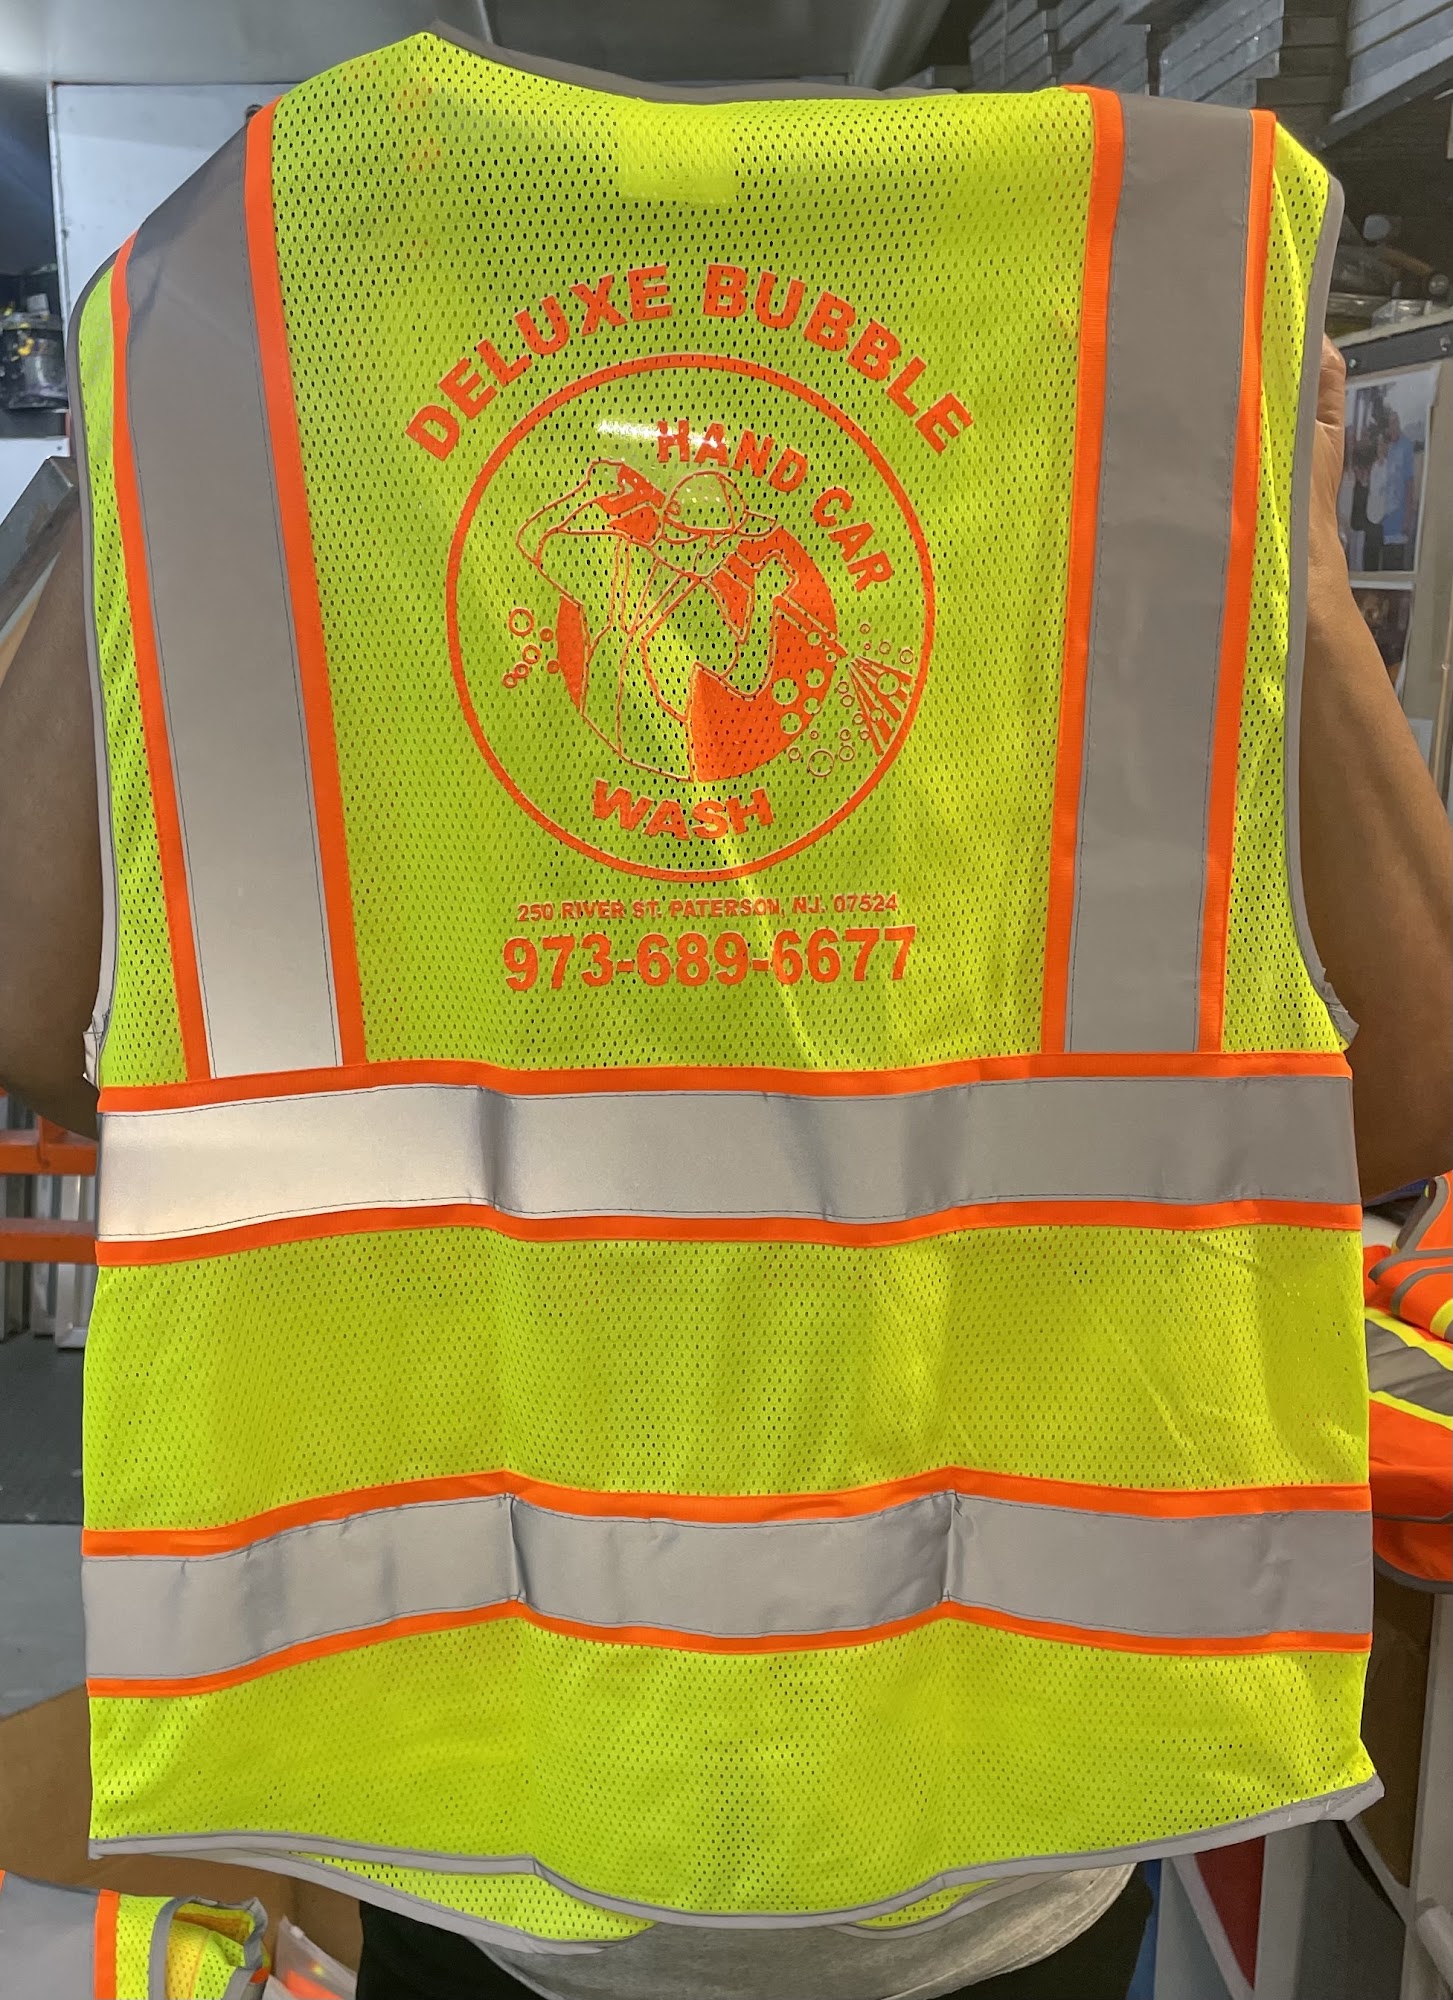 DELUXE BUBBLE
HAND CAR
WASH
250 RIVER ST. PATERSON, NJ. 07524
973-689-6677